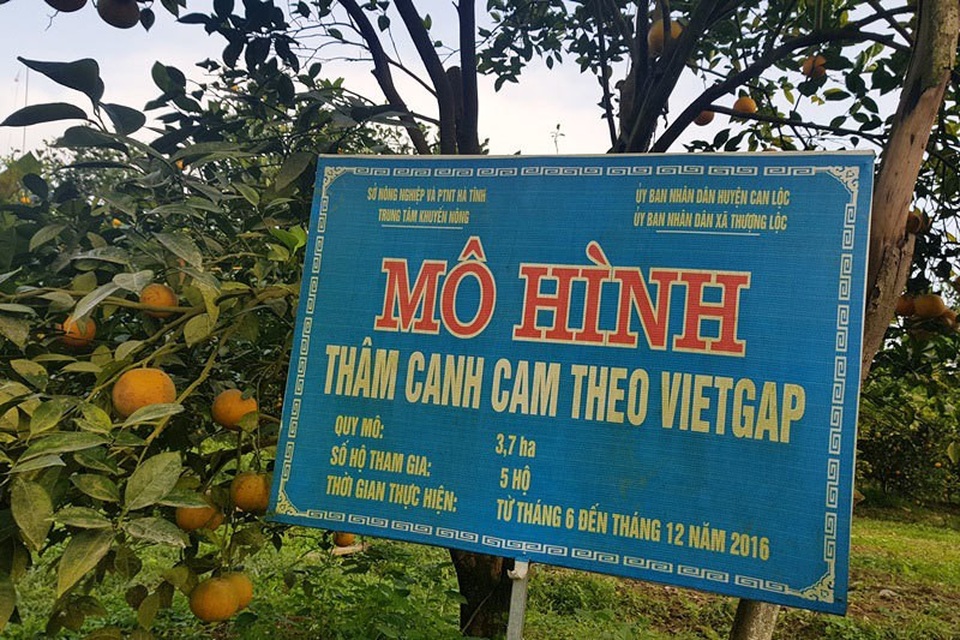 SỞ NÔNG NGHIỆP VÀ PTNT HÀ TĨNH
TRUNG TÂM KHUYẾN NÔNG
ỦY BAN NHÂN DÂN HUYỆN CAN LỘC
ỦY BAN NHÂN DÂN XÃ THƯỢNG LỘC
MÔ HÌNH
THÂM CANH CAM THEO VIETGAP
QUY MÔ: 3,7 ha
SỐ HỘ THAM GIA: 5 HỘ
THỜI GIAN THỰC HIỆN: TỪ THÁNG 6 ĐẾN THÁNG 12 NĂM 2016